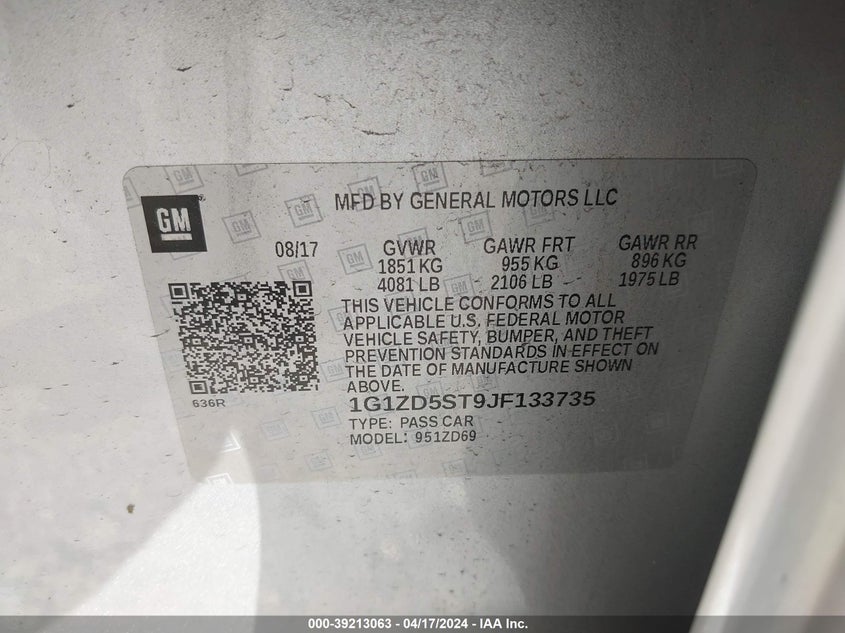 GM
MFD BY GENERAL MOTORS LLC
08/17 GVWR GAWR FRT GAWR RR
1851 KG 955 KG 896 KG
4081 LB 2106 LB 1975 LB
THIS VEHICLE CONFORMS TO ALL
APPLICABLE U.S. FEDERAL MOTOR
VEHICLE SAFETY, BUMPER, AND THEFT
PREVENTION STANDARDS IN EFFECT ON
THE DATE OF MANUFACTURE SHOWN
ABOVE.
636R
1G1ZD5ST9JF133735
TYPE: PASS CAR
MODEL: 951ZD69
000-39213063 - 04/17/2024 - IAA Inc.